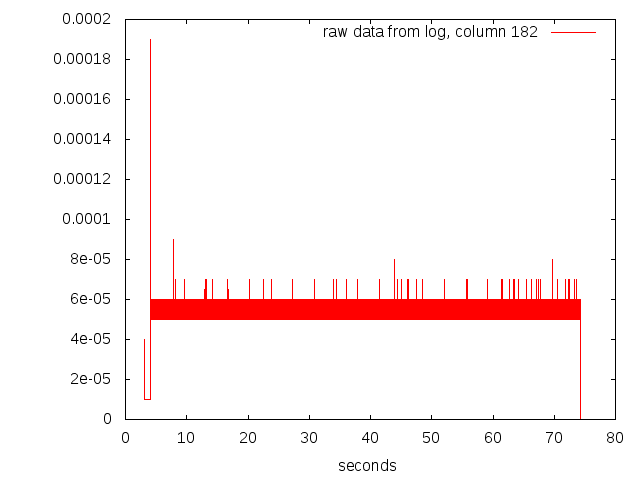 raw data from log, column 182
0.0002
0.00018
0.00016
0.00014
0.00012
0.0001
8e-05
6e-05
4e-05
2e-05
0
0 10 20 30 40 50 60 70 80
seconds